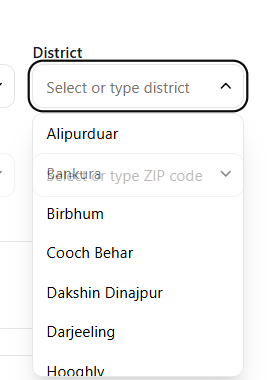 District
Select or type district
Alipurduar
Bankura
Select or type ZIP code
Birbhum
Cooch Behar
Dakshin Dinajpur
Darjeeling
Hooghly